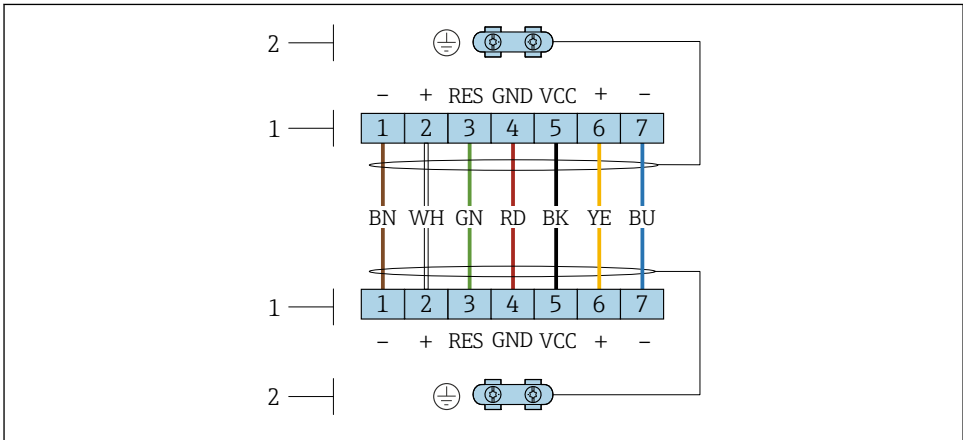 2
– + RES GND VCC + –
1
1 2 3 4 5 6 7
BN WH GN RD BK YE BU
1
1 2 3 4 5 6 7
– + RES GND VCC + –
2